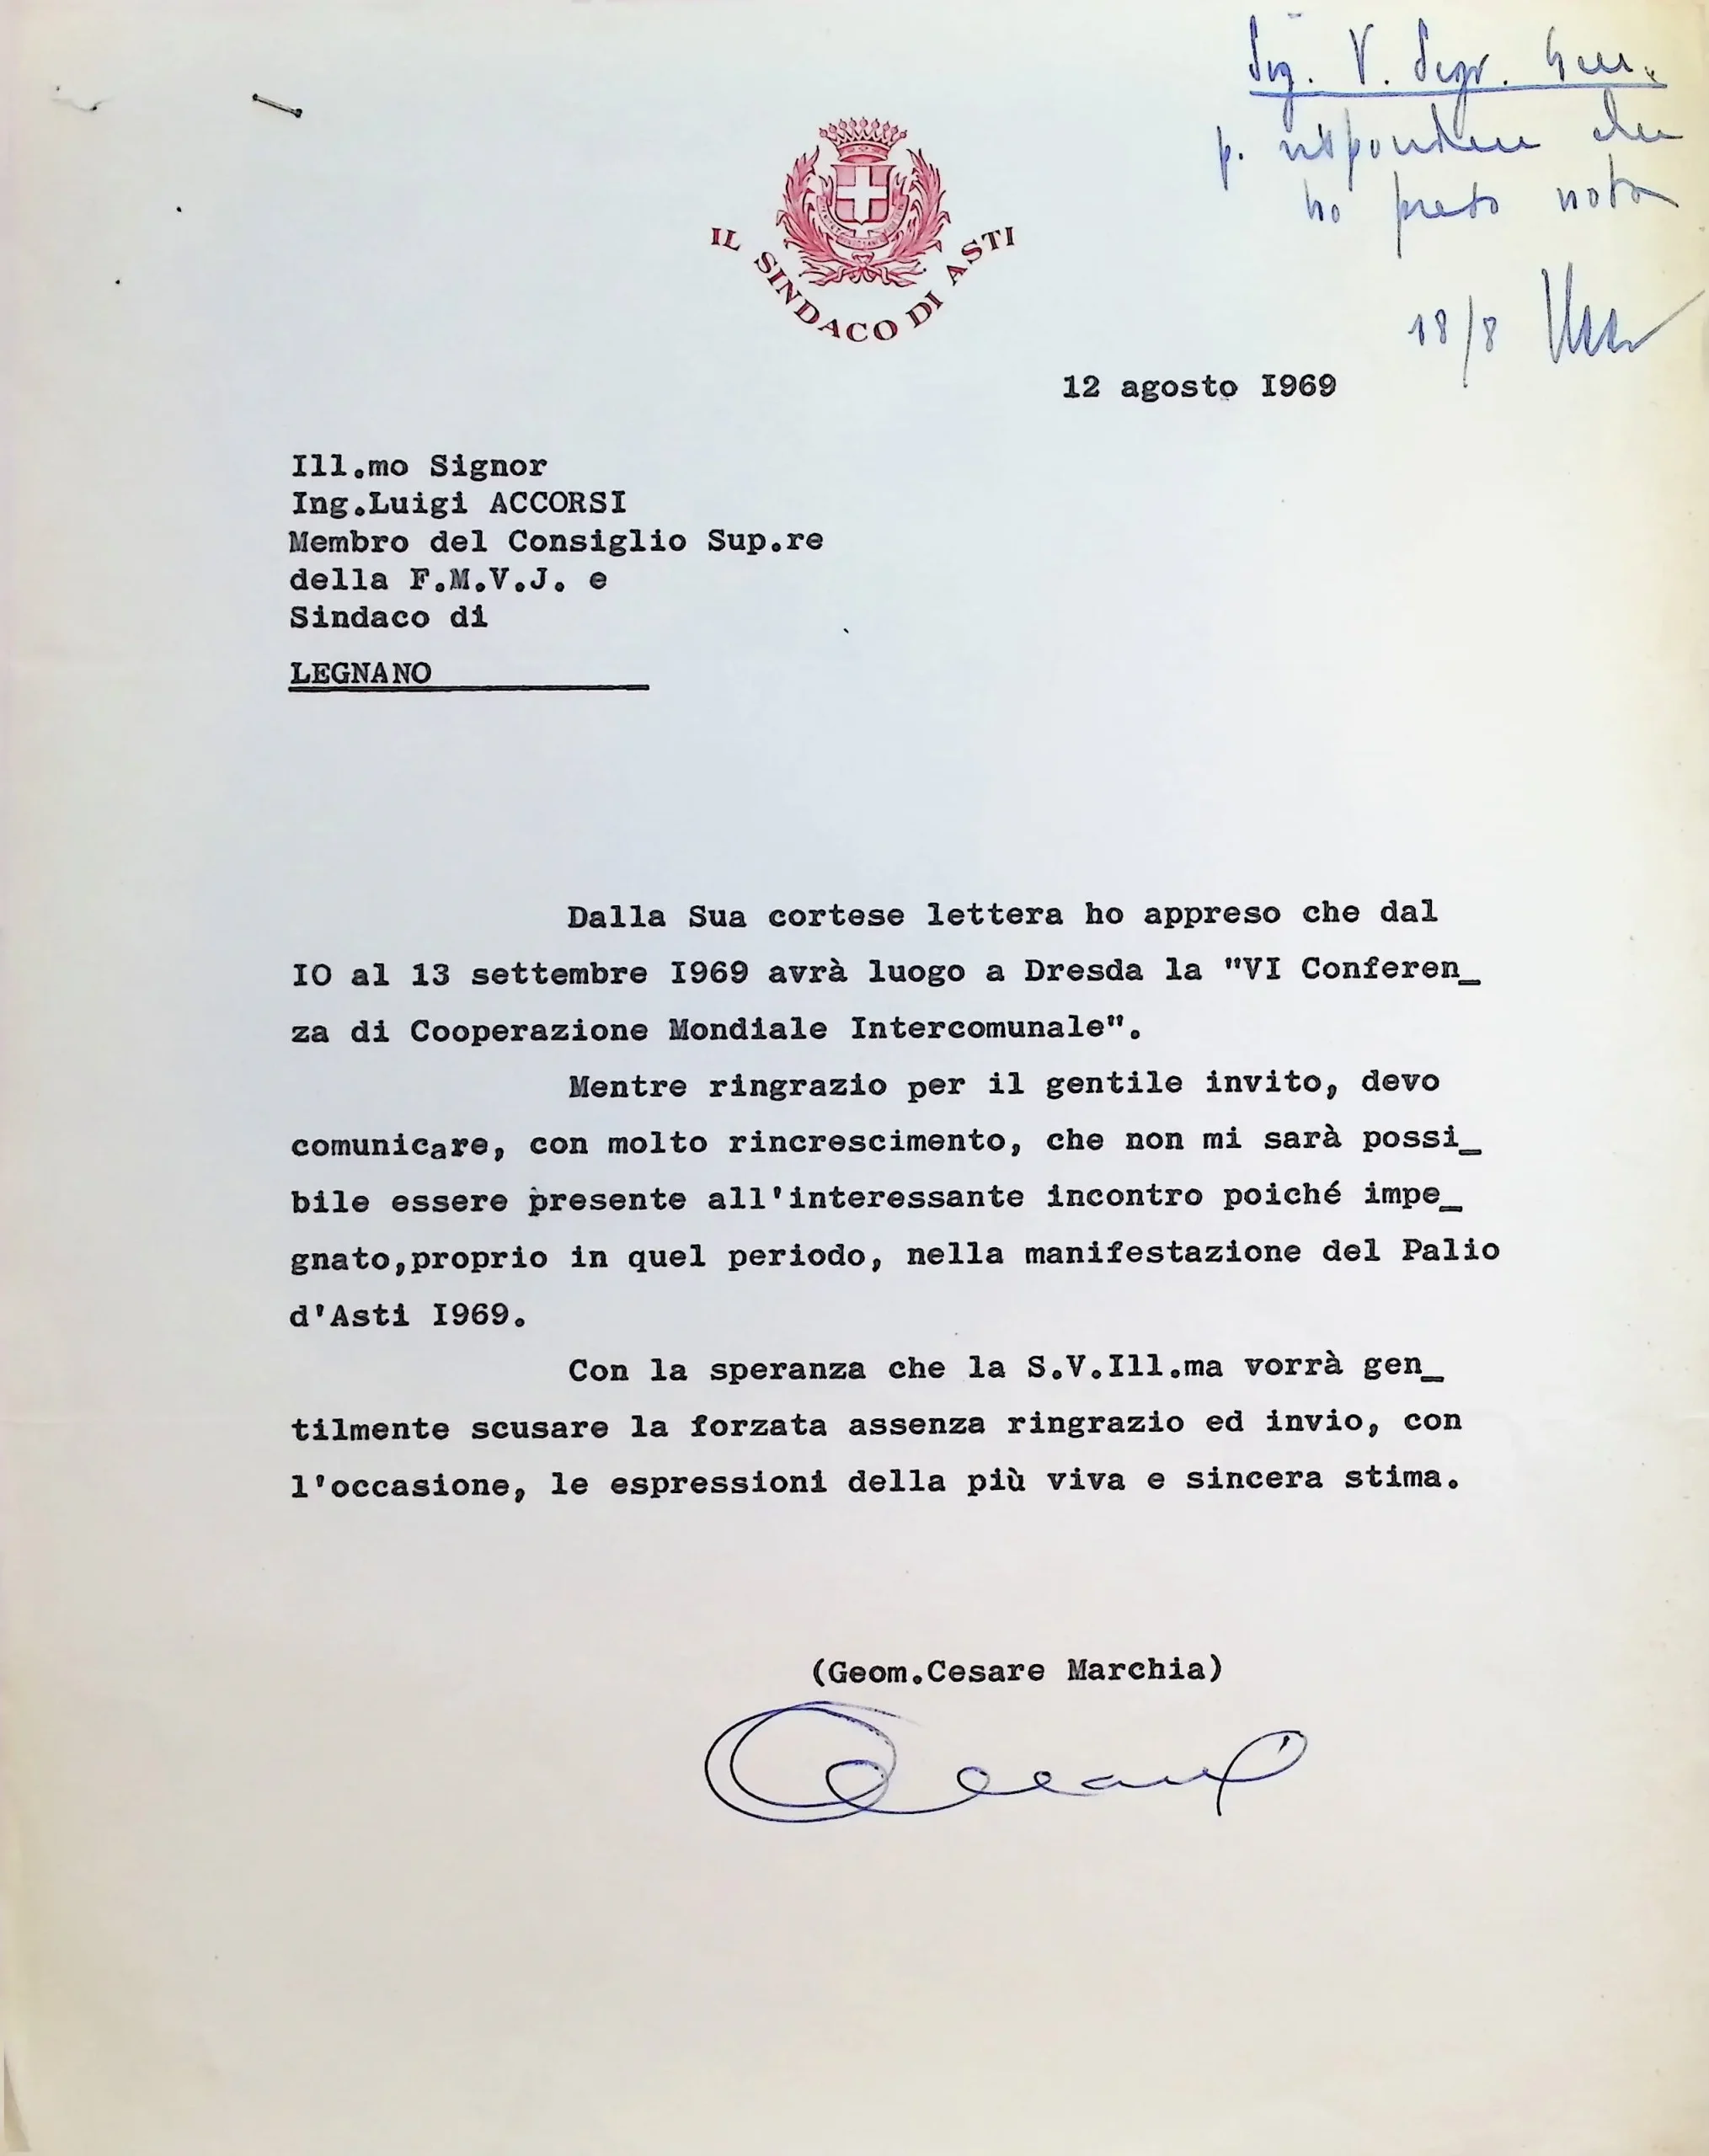 Sig. V. Segr. Gen.
p. rispondere che
ho preso nota
18/8
IL SINDACO DI ASTI
12 agosto I969
Ill.mo Signor
Ing.Luigi ACCORSI
Membro del Consiglio Sup.re
della F.M.V.J. e
Sindaco di
LEGNANO
Dalla Sua cortese lettera ho appreso che dal
IO al 13 settembre I969 avrà luogo a Dresda la "VI Conferen_
za di Cooperazione Mondiale Intercomunale".
Mentre ringrazio per il gentile invito, devo
comunicare, con molto rincrescimento, che non mi sarà possi_
bile essere presente all'interessante incontro poiché impe_
gnato,proprio in quel periodo, nella manifestazione del Palio
d'Asti I969.
Con la speranza che la S.V.Ill.ma vorrà gen_
tilmente scusare la forzata assenza ringrazio ed invio, con
l'occasione, le espressioni della più viva e sincera stima.
(Geom.Cesare Marchia)